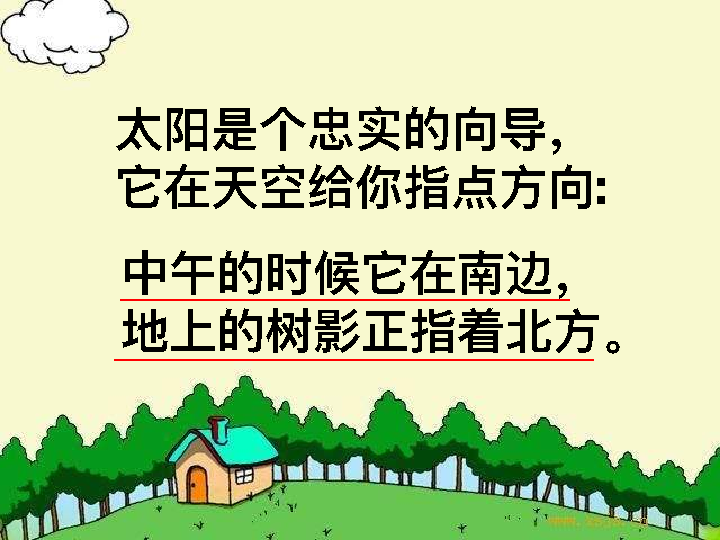 太阳是个忠实的向导，
它在天空给你指点方向:
中午的时候它在南边，
地上的树影正指着北方。